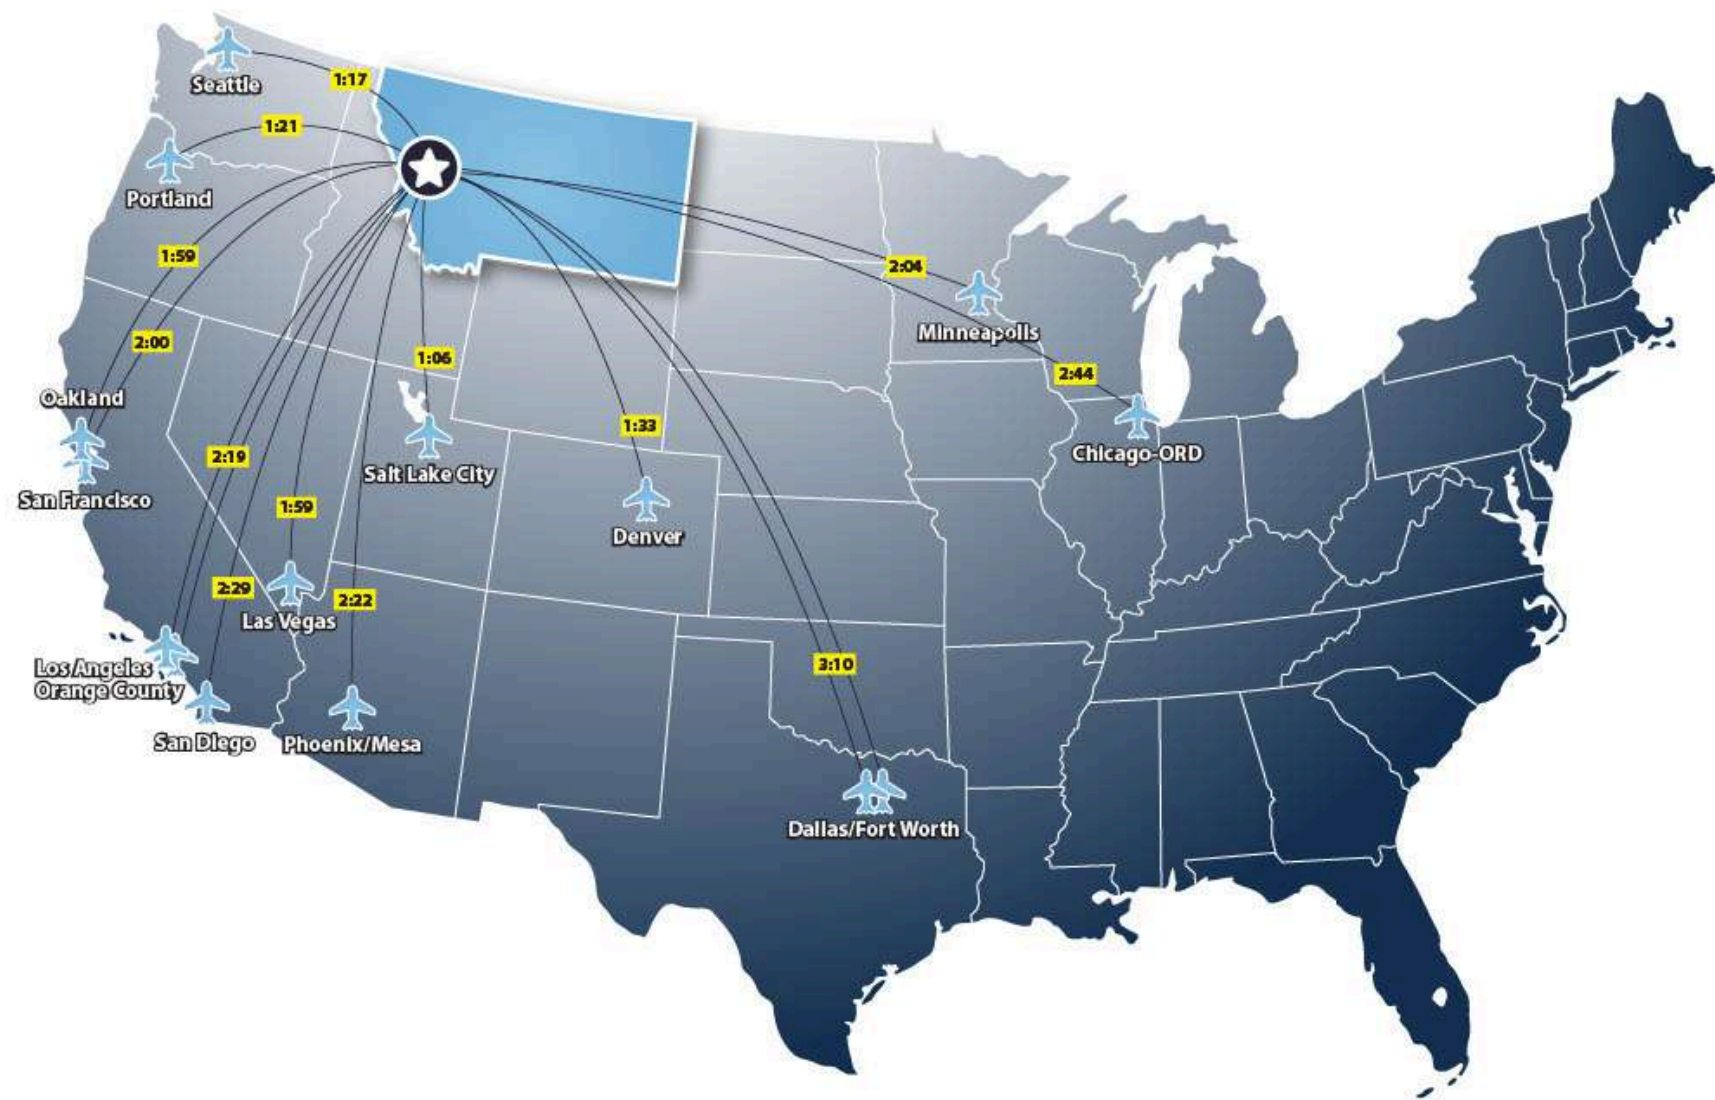 Seattle
1:17
1:21
Portland
1:59
2:04
Minneapolis
2:00
1:06
2:44
Oakland
1:33
Chicago-ORD
2:19
Salt Lake City
San Francisco
1:59
Denver
2:29
2:22
Las Vegas
3:10
Los Angeles
Orange County
San Diego
Phoenix/Mesa
Dallas/Fort Worth